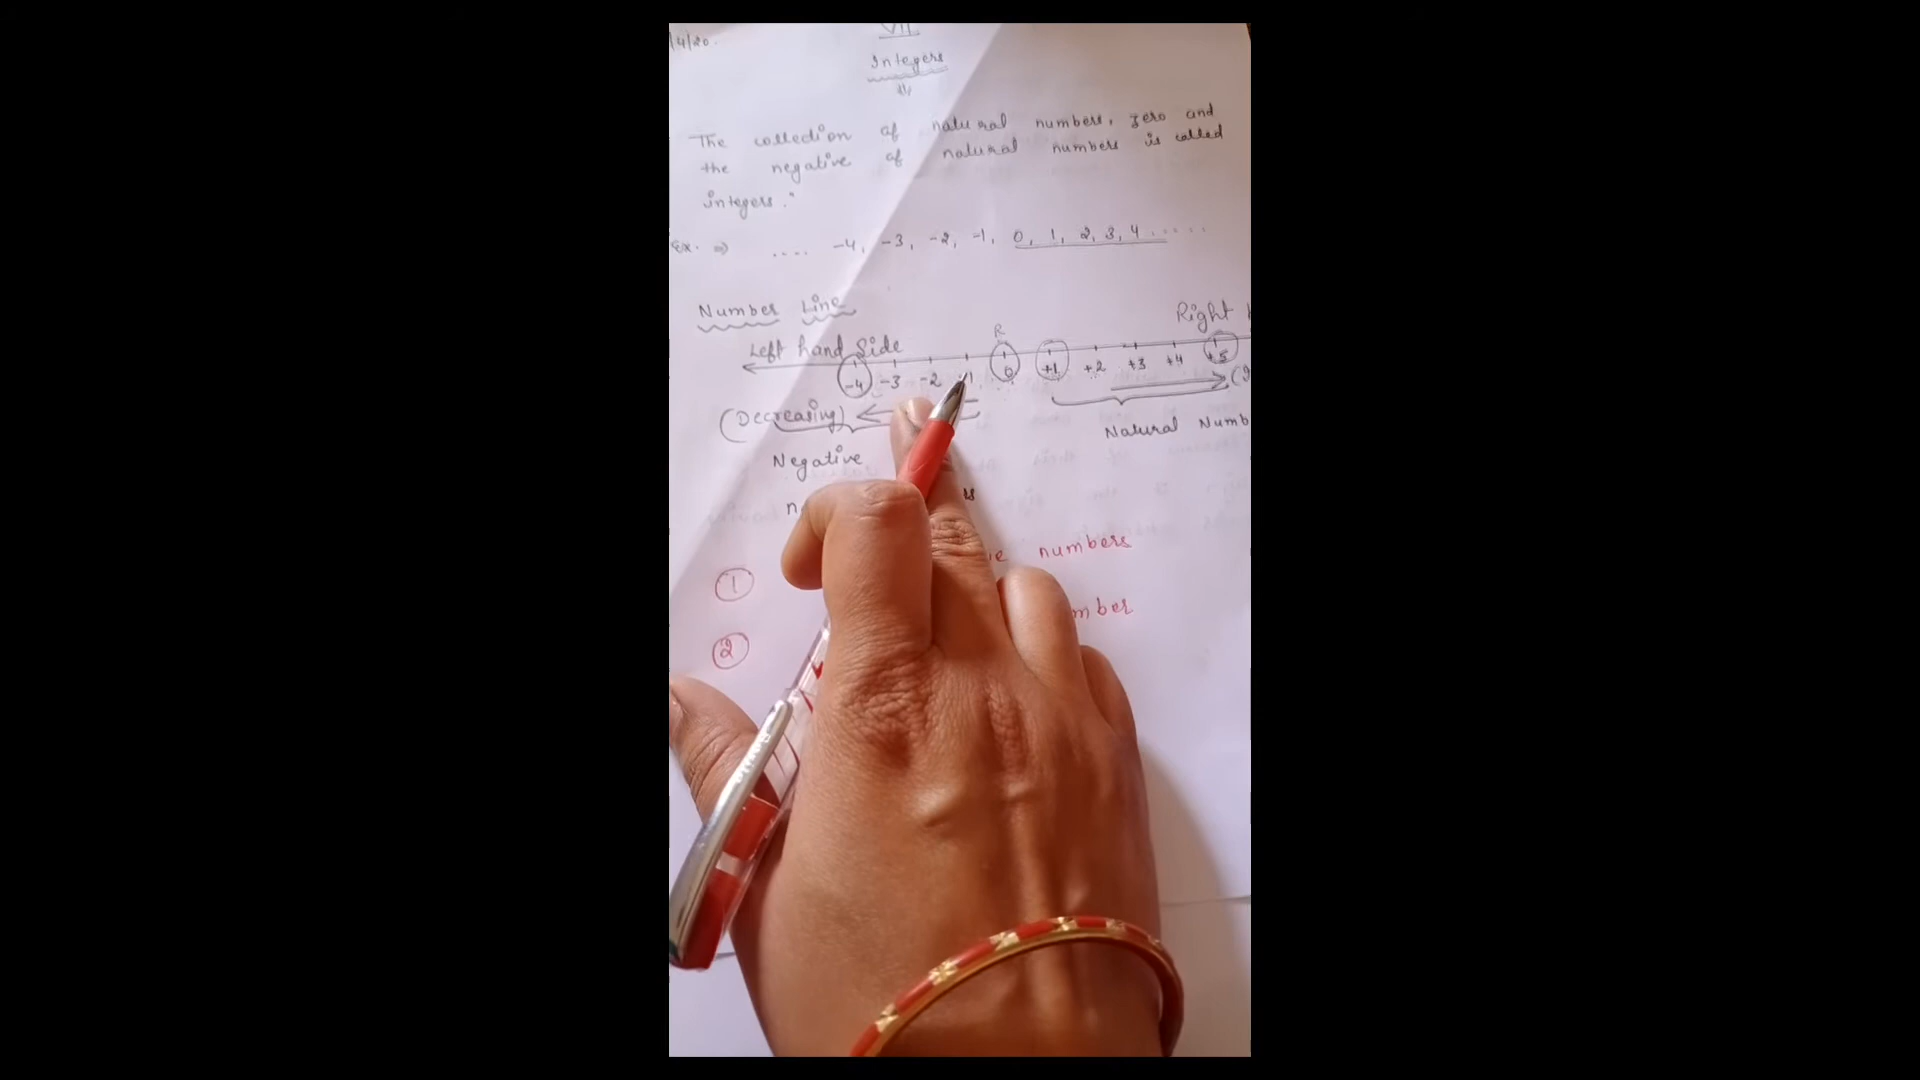 /4/20.
VII
Integers
The collection of natural numbers, zero and
the negative of natural numbers is called
integers."
Ex. ⇒ .... -4, -3, -2, -1, 0, 1, 2, 3, 4 ......
Number Line
Right
Left hand Side
R
-4 -3 -2 -1 0 +1 +2 +3 +4 +5
(Decreasing)
Natural Numb
Negative
numbers
1
mber
2